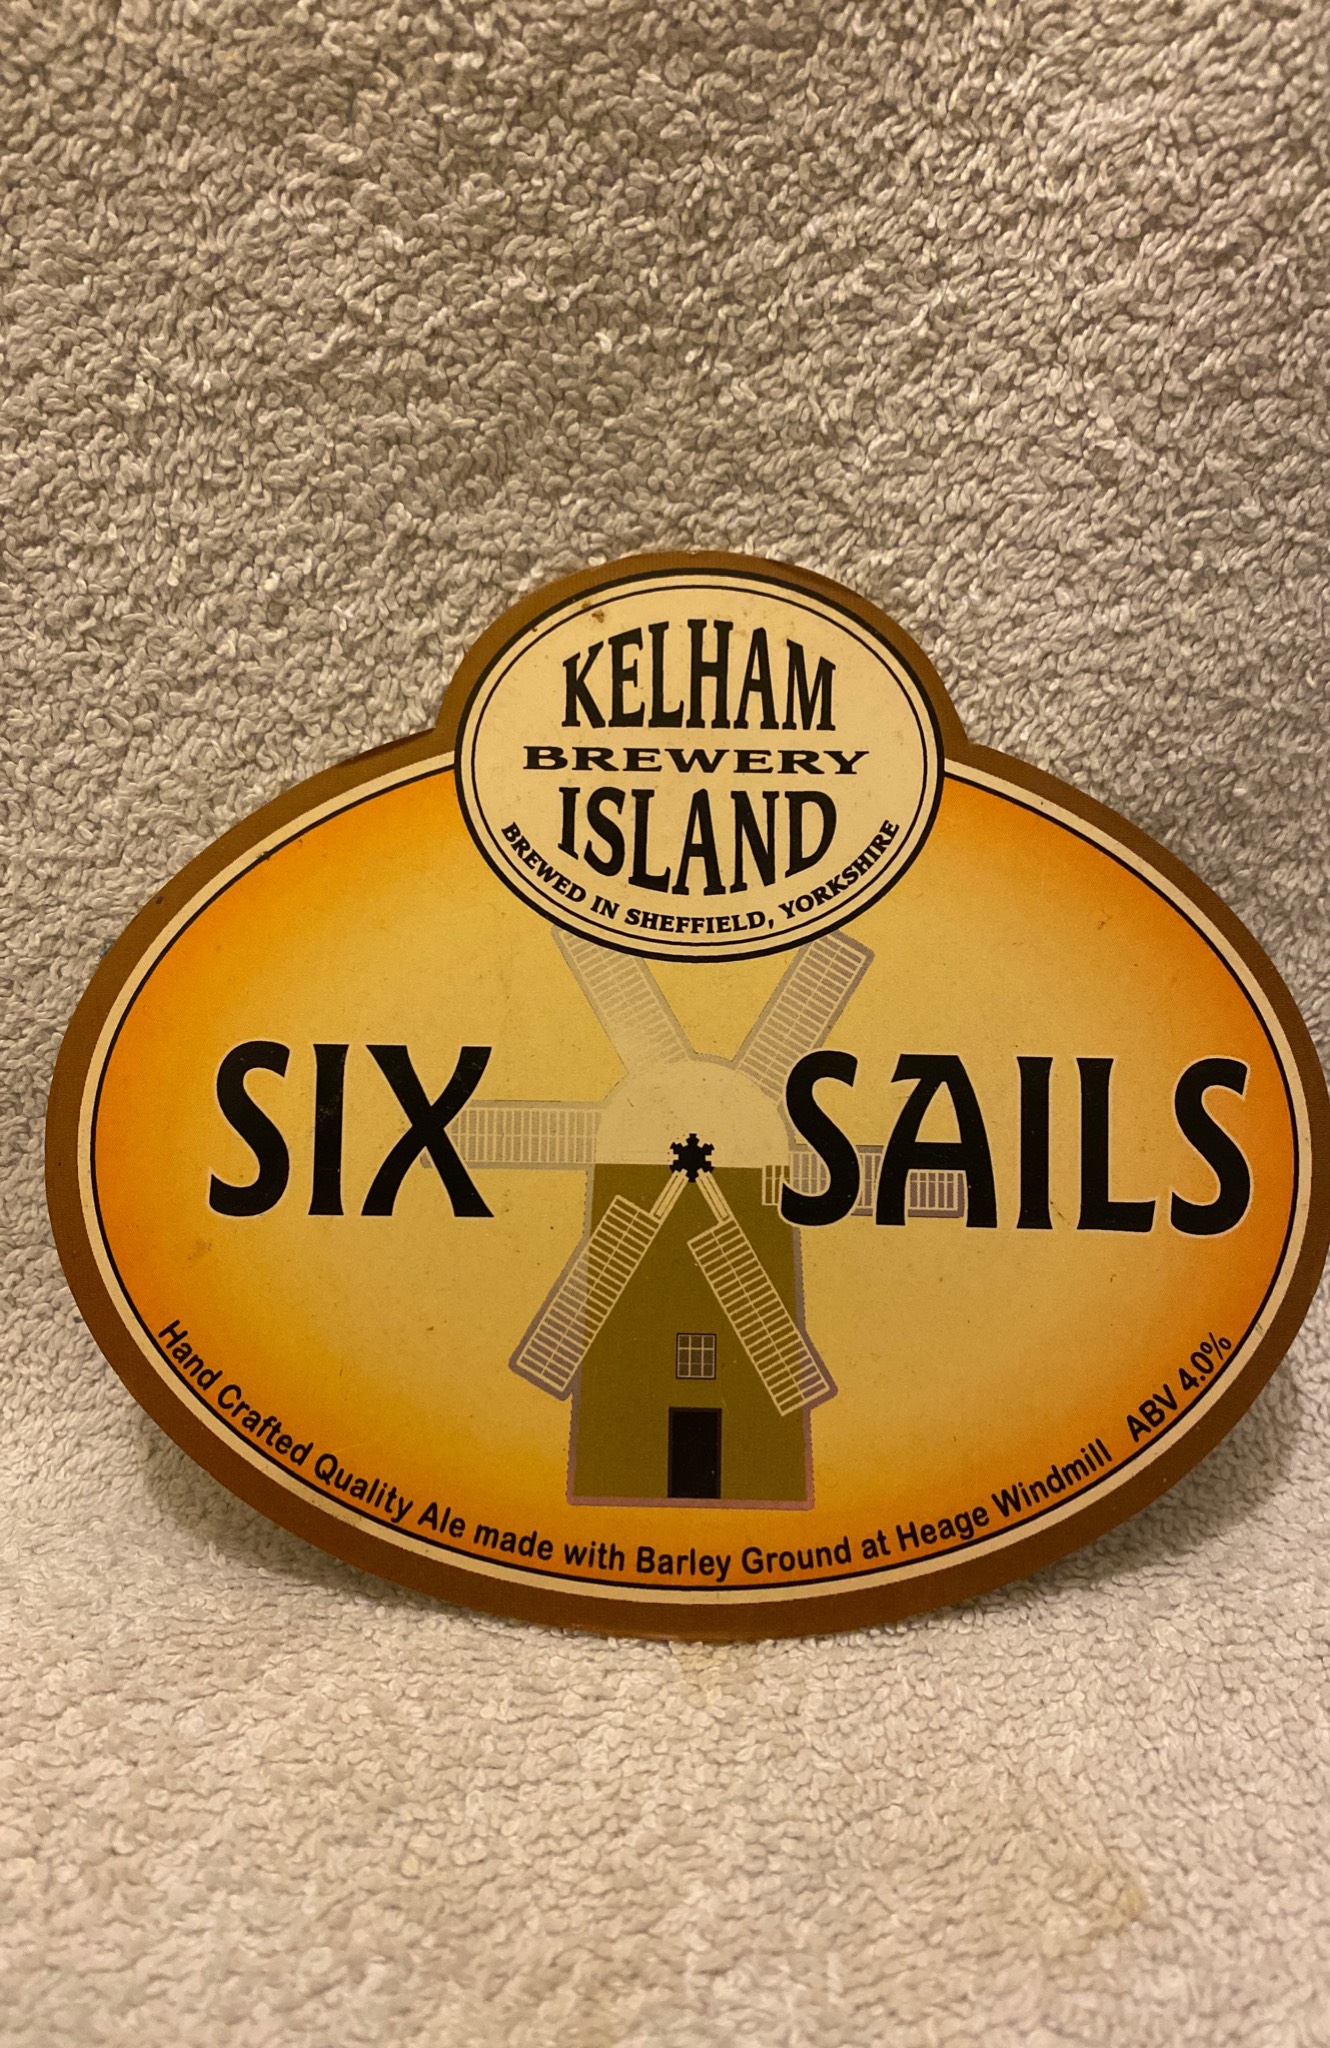 KELHAM
BREWERY
ISLAND
BREWED IN SHEFFIELD, YORKSHIRE
SIX SAILS
Hand Crafted Quality Ale made with Barley Ground at Heage Windmill ABV 4.0%